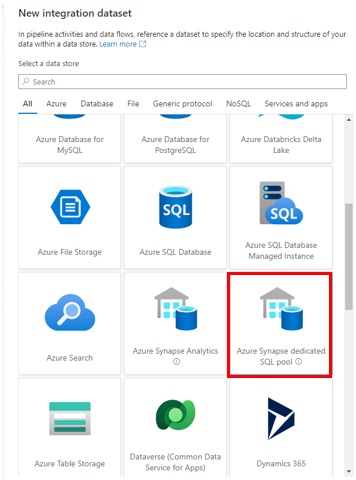 New integration dataset
In pipeline activities and data flows, reference a dataset to specify the location and structure of your
data within a data store. Learn more
Select a data store
Search
All Azure Database File Generic protocol NoSQL Services and apps
Azure Database for
MySQL
Azure Database for
PostgreSQL
Azure Databricks Delta
Lake
Azure File Storage
SQL
Azure SQL Database
SQL
Azure SQL Database
Managed Instance
Azure Search
Azure Synapse Analytics
Azure Synapse dedicated
SQL pool
Azure Table Storage
Dataverse (Common Data
Service for Apps)
Dynamics 365